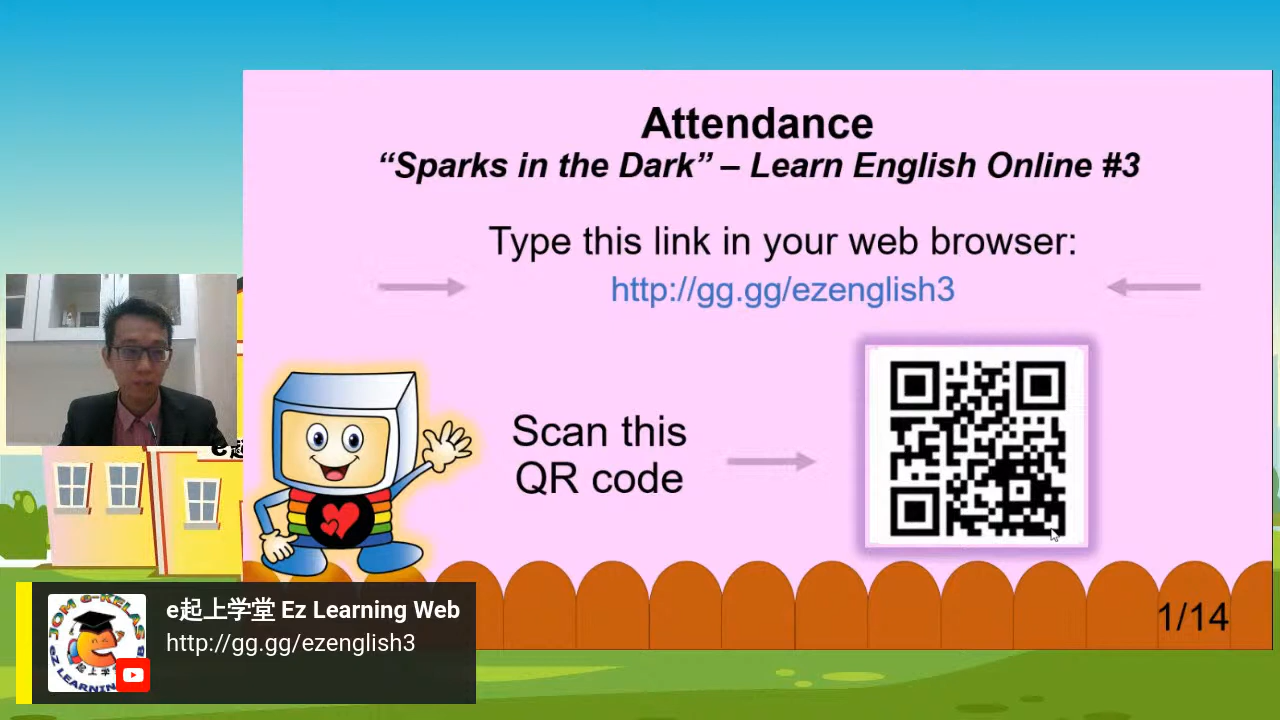 Attendance
“Sparks in the Dark” – Learn English Online #3
Type this link in your web browser:
http://gg.gg/ezenglish3
Scan this
QR code
1/14
e起上学堂 Ez Learning Web
http://gg.gg/ezenglish3